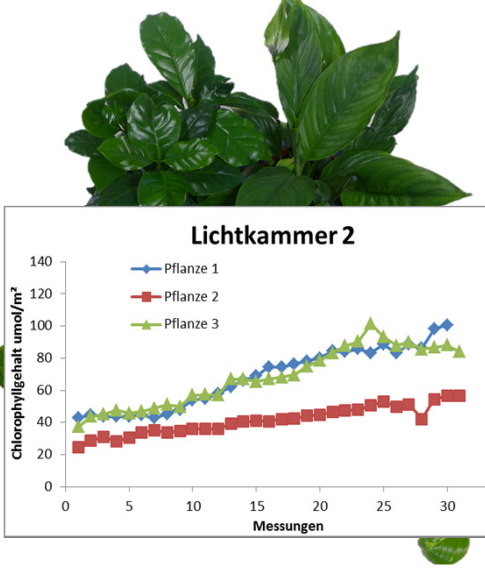 Lichtkammer 2
Chlorophyllgehalt umol/m²
140
120
100
80
60
40
20
0
Pflanze 1
Pflanze 2
Pflanze 3
0 5 10 15 20 25 30
Messungen